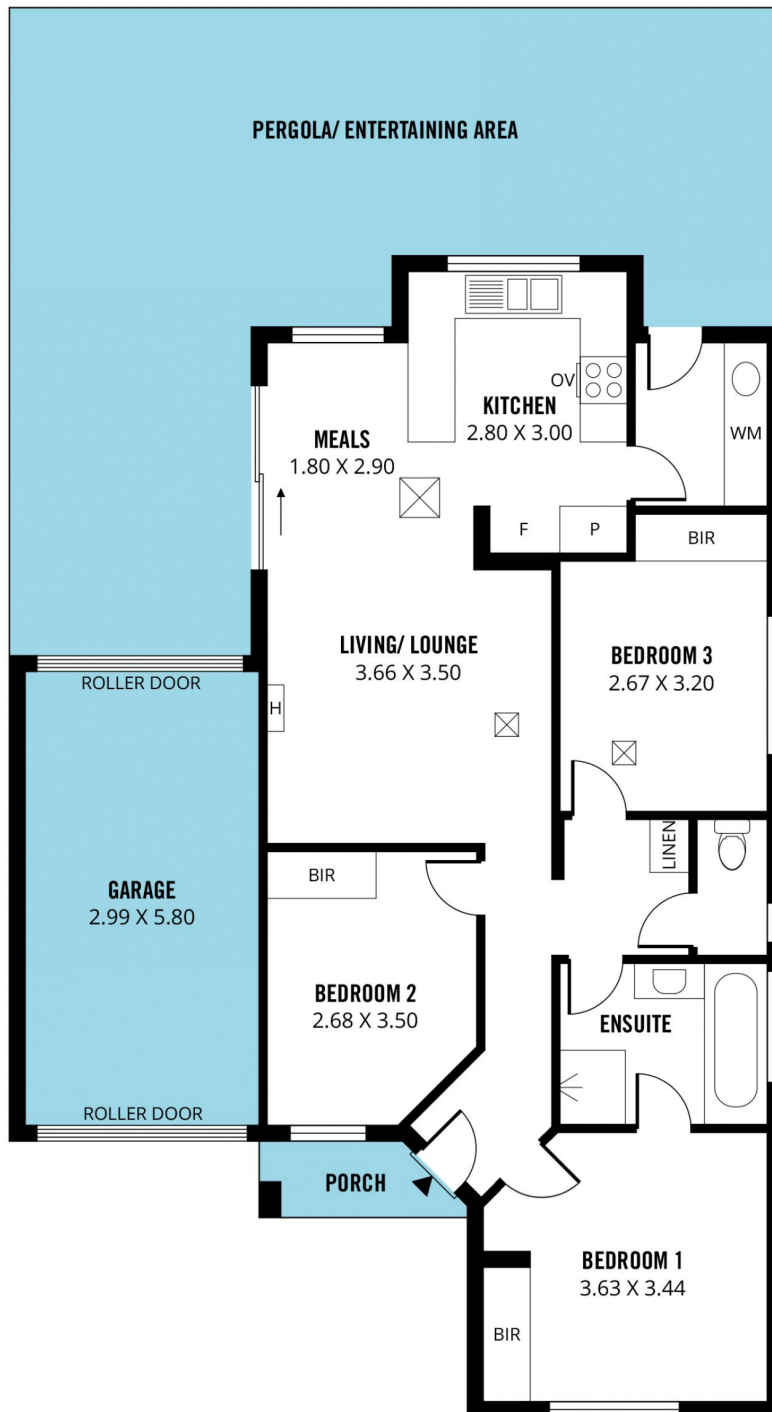 PERGOLA/ ENTERTAINING AREA
OV
KITCHEN
2.80 X 3.00
MEALS
1.80 X 2.90
WM
F
P
BIR
LIVING/ LOUNGE
3.66 X 3.50
BEDROOM 3
2.67 X 3.20
ROLLER DOOR
H
LINEN
BIR
GARAGE
2.99 X 5.80
BEDROOM 2
2.68 X 3.50
ENSUITE
ROLLER DOOR
PORCH
BEDROOM 1
3.63 X 3.44
BIR